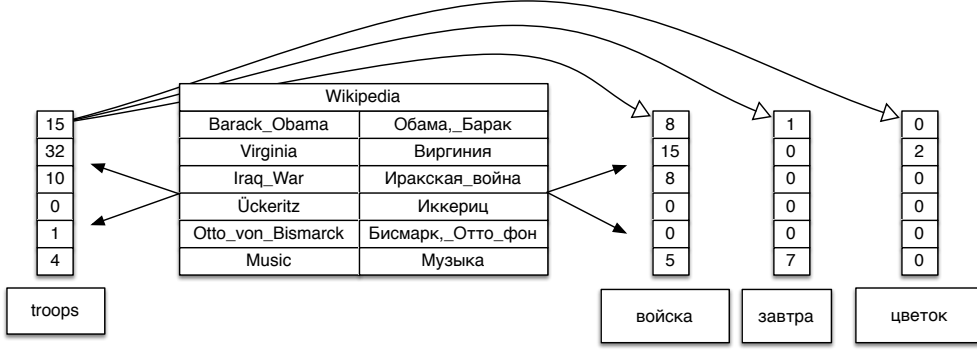 Wikipedia
15 Barack_Obama Обама,_Барак 8 1 0
32 Virginia Виргиния 15 0 2
10 Iraq_War Иракская_война 8 0 0
0 Ückeritz Иккериц 0 0 0
1 Otto_von_Bismarck Бисмарк,_Отто_фон 0 0 0
4 Music Музыка 5 7 0
troops войска завтра цветок